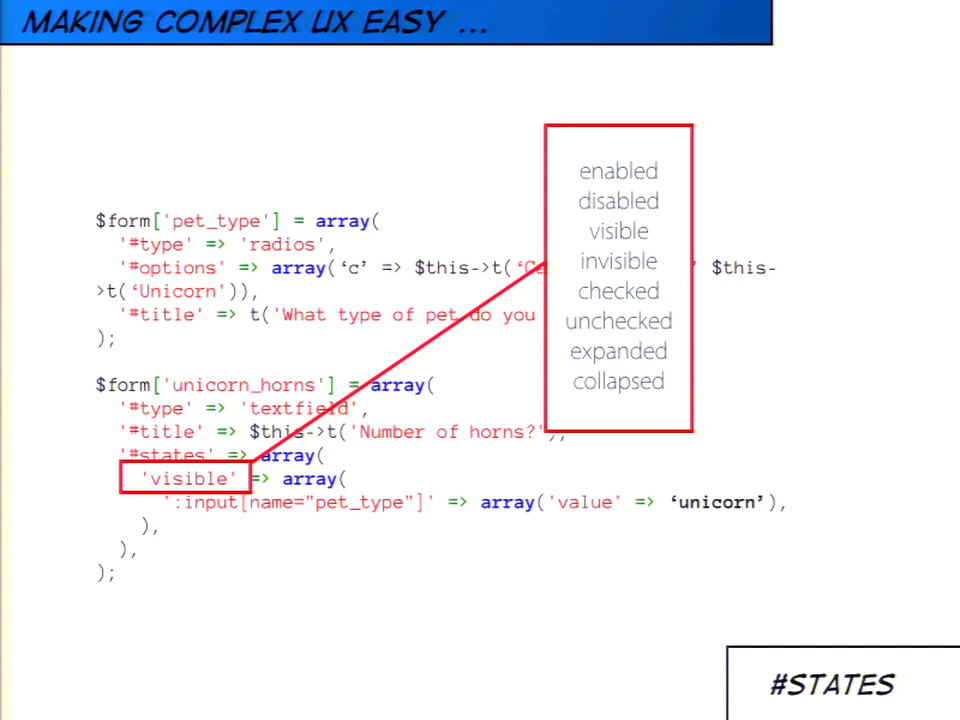 MAKING COMPLEX UX EASY ...
$form['pet_type'] = array(
'#type' => 'radios',
'#options' => array(‘c’ => $this->t(‘ ’ $this-
>t(‘Unicorn')),
'#title' => t('What type of pet do you
);
$form['unicorn_horns'] = array(
'#type' => 'textfield',
'#title' => $this->t('Number of horns?'),
'#states' => array(
'visible' => array(
':input[name="pet_type"]' => array('value' => ‘unicorn’),
),
),
);
enabled
disabled
visible
invisible
checked
unchecked
expanded
collapsed
#STATES